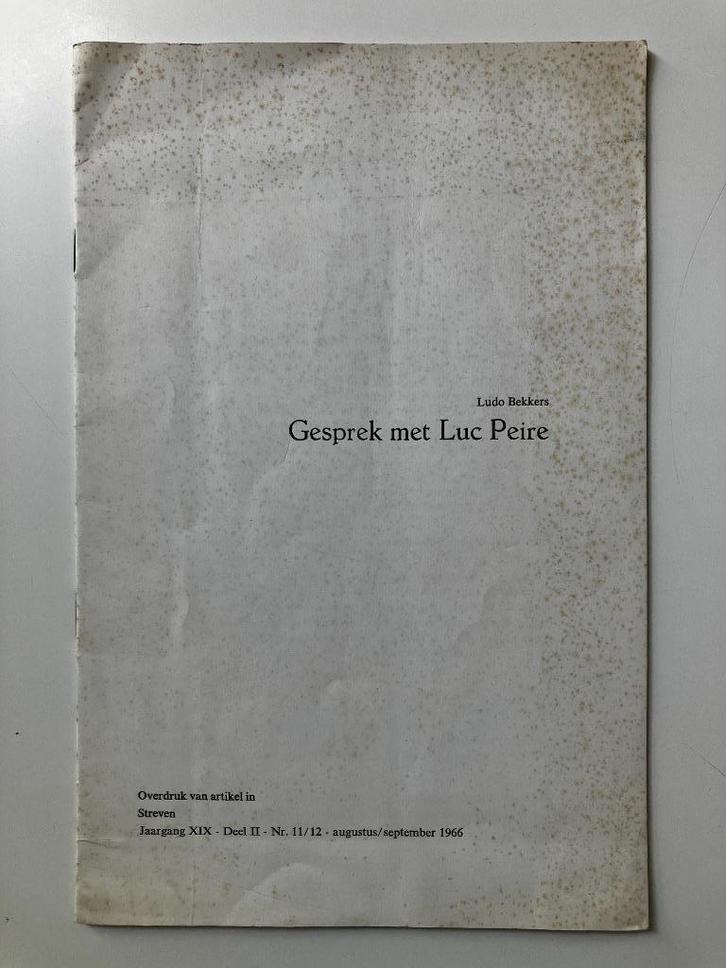 Ludo Bekkers
Gesprek met Luc Peire
Overdruk van artikel in
Streven
Jaargang XIX - Deel II - Nr. 11/12 - augustus/september 1966